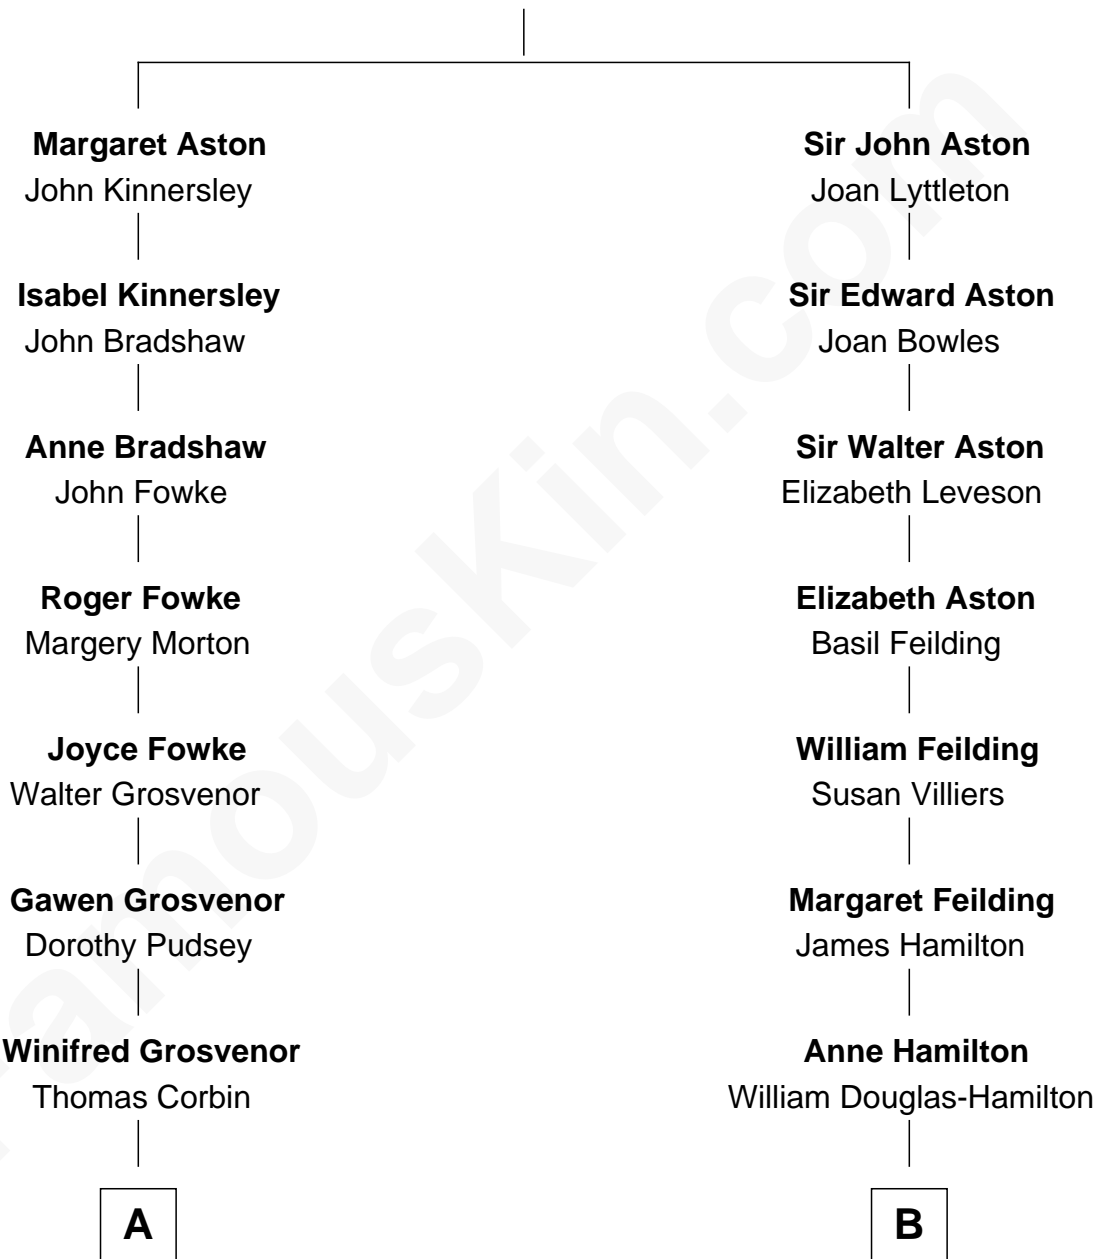 Margaret Aston
John Kinnersley
Sir John Aston
Joan Lyttleton
Isabel Kinnersley
John Bradshaw
Sir Edward Aston
Joan Bowles
Anne Bradshaw
John Fowke
Sir Walter Aston
Elizabeth Leveson
Roger Fowke
Margery Morton
Elizabeth Aston
Basil Feilding
Joyce Fowke
Walter Grosvenor
William Feilding
Susan Villiers
Gawen Grosvenor
Dorothy Pudsey
Margaret Feilding
James Hamilton
Winifred Grosvenor
Thomas Corbin
Anne Hamilton
William Douglas-Hamilton
A
B
FamousKin.com